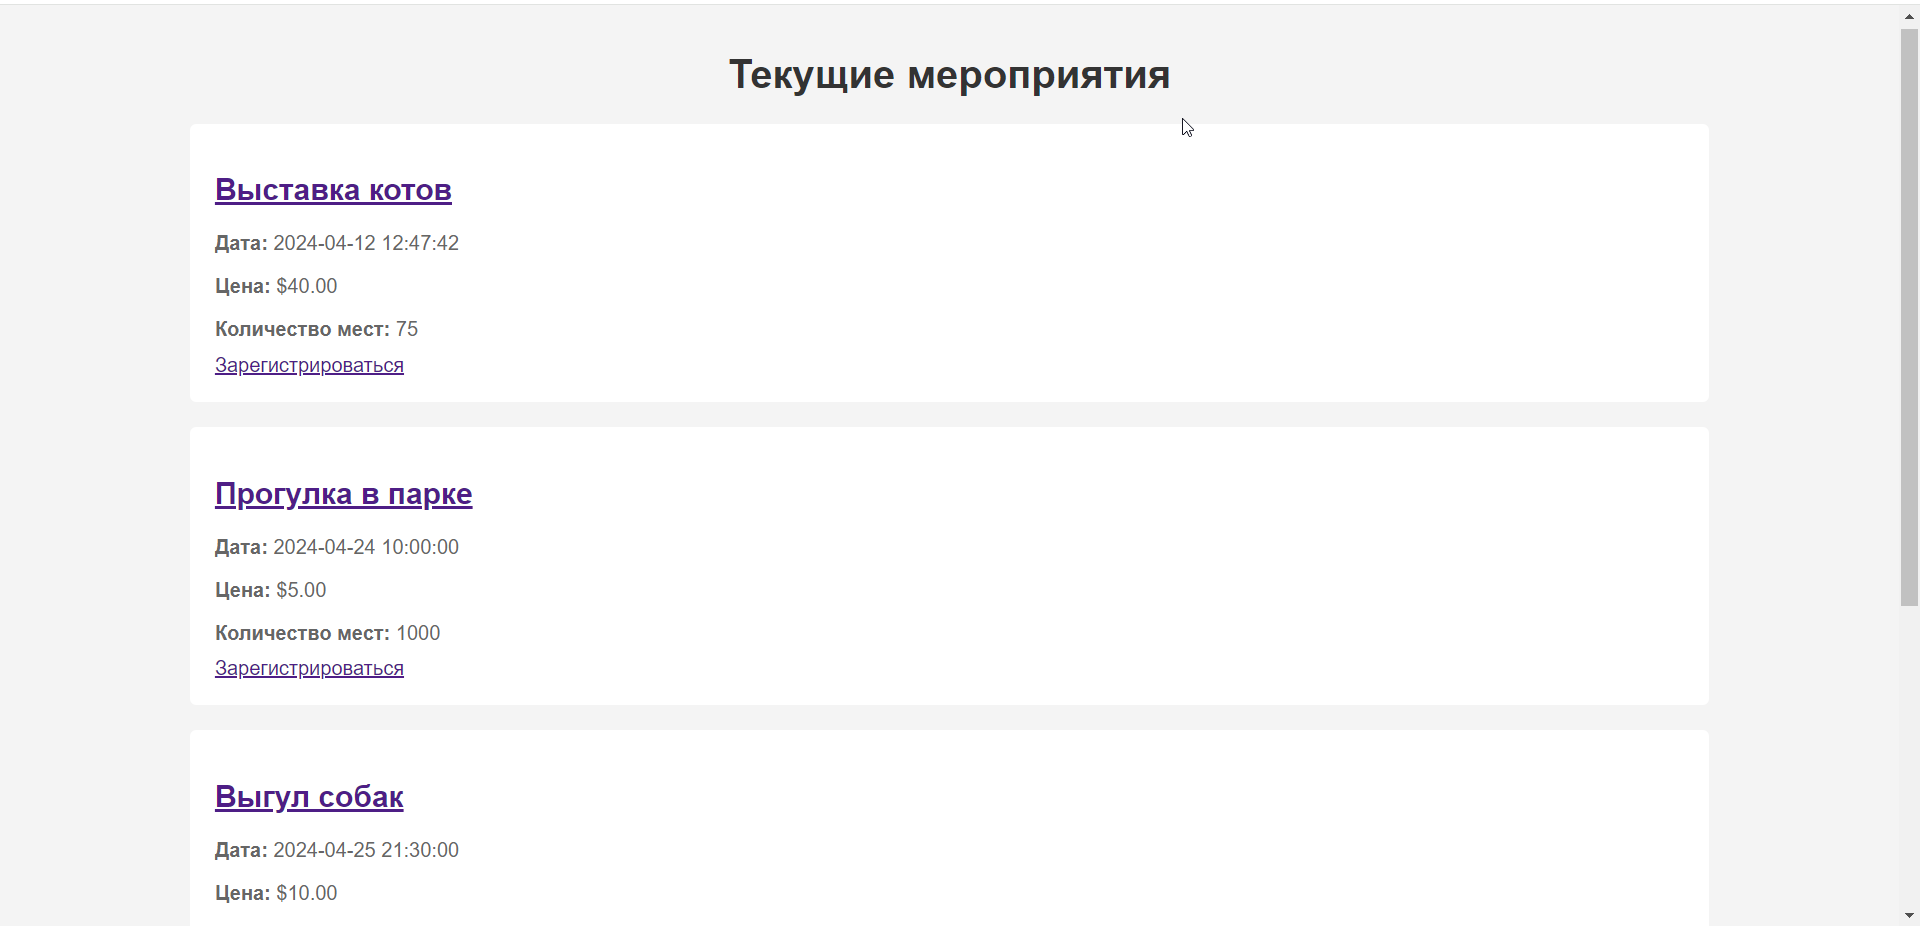 Текущие мероприятия
Выставка котов
Дата: 2024-04-12 12:47:42
Цена: $40.00
Количество мест: 75
Зарегистрироваться
Прогулка в парке
Дата: 2024-04-24 10:00:00
Цена: $5.00
Количество мест: 1000
Зарегистрироваться
Выгул собак
Дата: 2024-04-25 21:30:00
Цена: $10.00